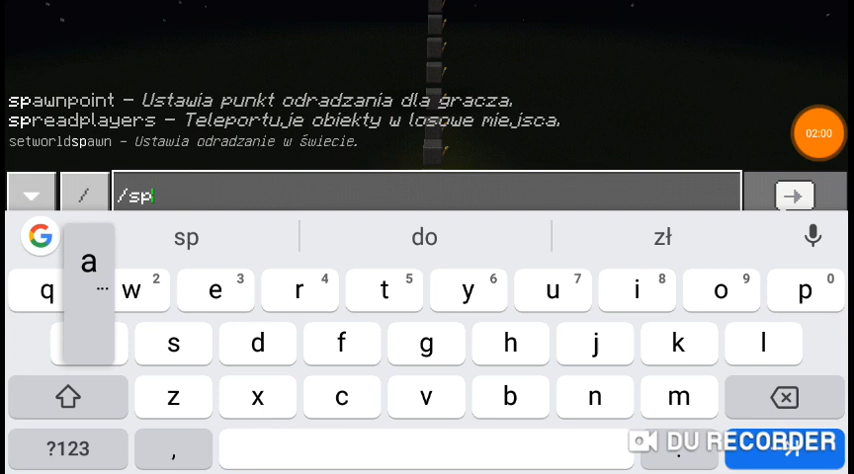 spawnpoint – Ustawia punkt odradzania dla gracza.
spreadplayers – Teleportuje obiekty w losowe miejsca.
setworldspawn – Ustawia odradzanie w świecie.
02:00
/
/sp
G
sp
do
zł
a
...
q w 2 e 3 r 4 t 5 y 6 u 7 i 8 o 9 p 0
s d f g h j k l
z x c v b n m
?123 , .
DU RECORDER